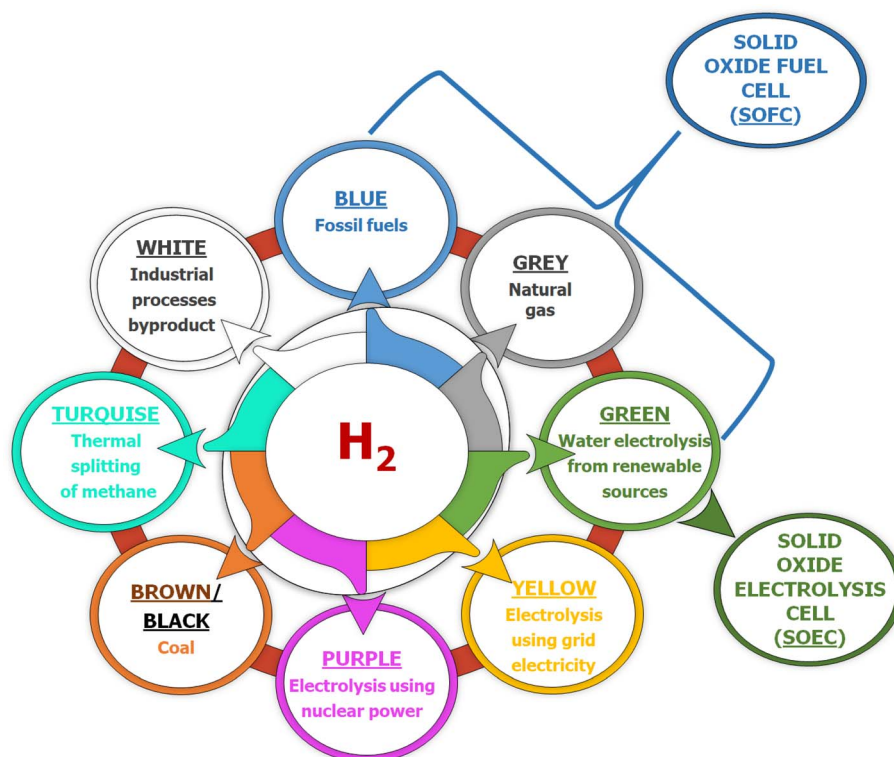 SOLID
OXIDE FUEL
CELL
(SOFC)
BLUE
Fossil fuels
WHITE
Industrial
processes
byproduct
GREY
Natural
gas
TURQUISE
Thermal
splitting
of methane
H2
GREEN
Water electrolysis
from renewable
sources
BROWN/
BLACK
Coal
YELLOW
Electrolysis
using grid
electricity
SOLID
OXIDE
ELECTROLYSIS
CELL
(SOEC)
PURPLE
Electrolysis using
nuclear power